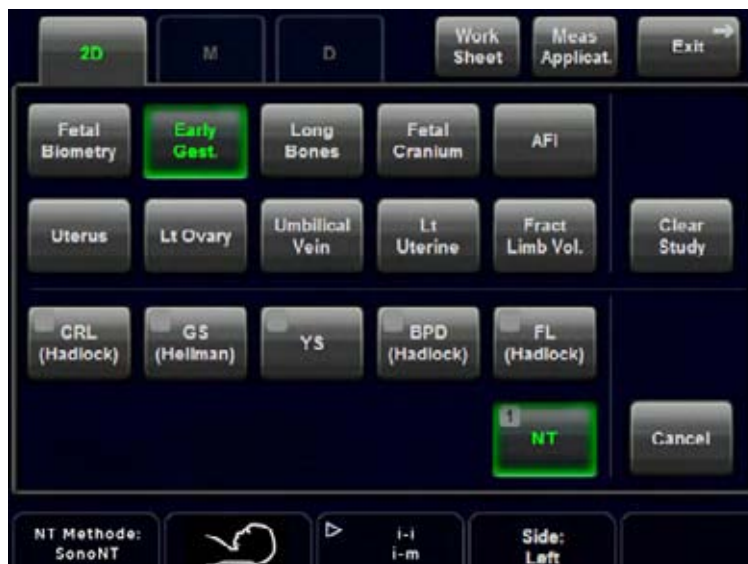 2D
M
D
Work
Sheet
Meas
Applicat.
Exit
Fetal
Biometry
Early
Gest.
Long
Bones
Fetal
Cranium
AFI
Uterus
Lt Ovary
Umbilical
Vein
Lt
Uterine
Fract
Limb Vol.
Clear
Study
CRL
(Hadlock)
GS
(Hellman)
YS
BPD
(Hadlock)
FL
(Hadlock)
1
NT
Cancel
NT Methode:
SonoNT
i-i
i-m
Side:
Left